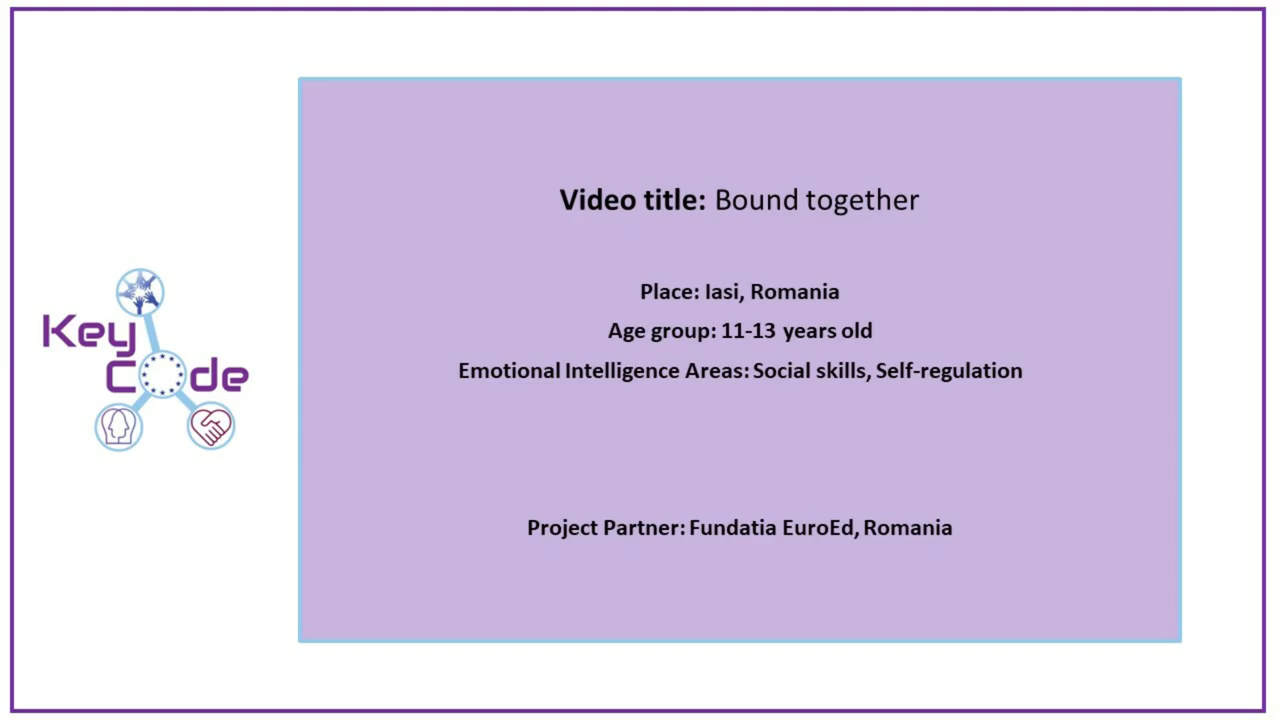 Key
Code
Video title: Bound together
Place: Iasi, Romania
Age group: 11-13 years old
Emotional Intelligence Areas: Social skills, Self-regulation
Project Partner: Fundatia EuroEd, Romania